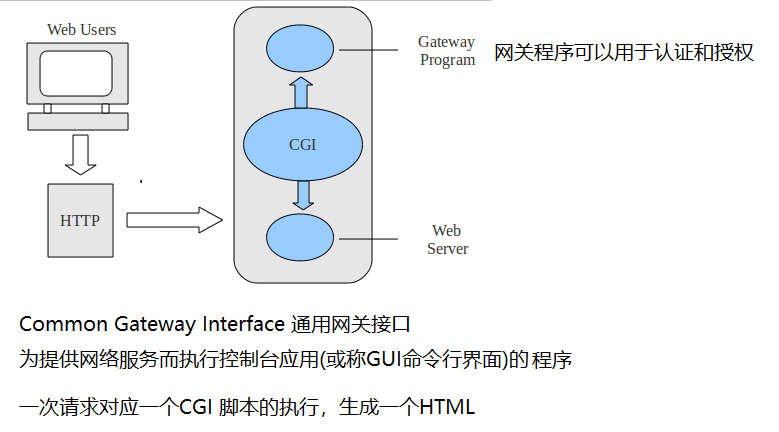 Web Users
Gateway
Program
网关程序可以用于认证和授权
CGI
HTTP
Web
Server
Common Gateway Interface 通用网关接口
为提供网络服务而执行控制台应用(或称GUI命令行界面)的程序
一次请求对应一个CGI 脚本的执行，生成一个HTML